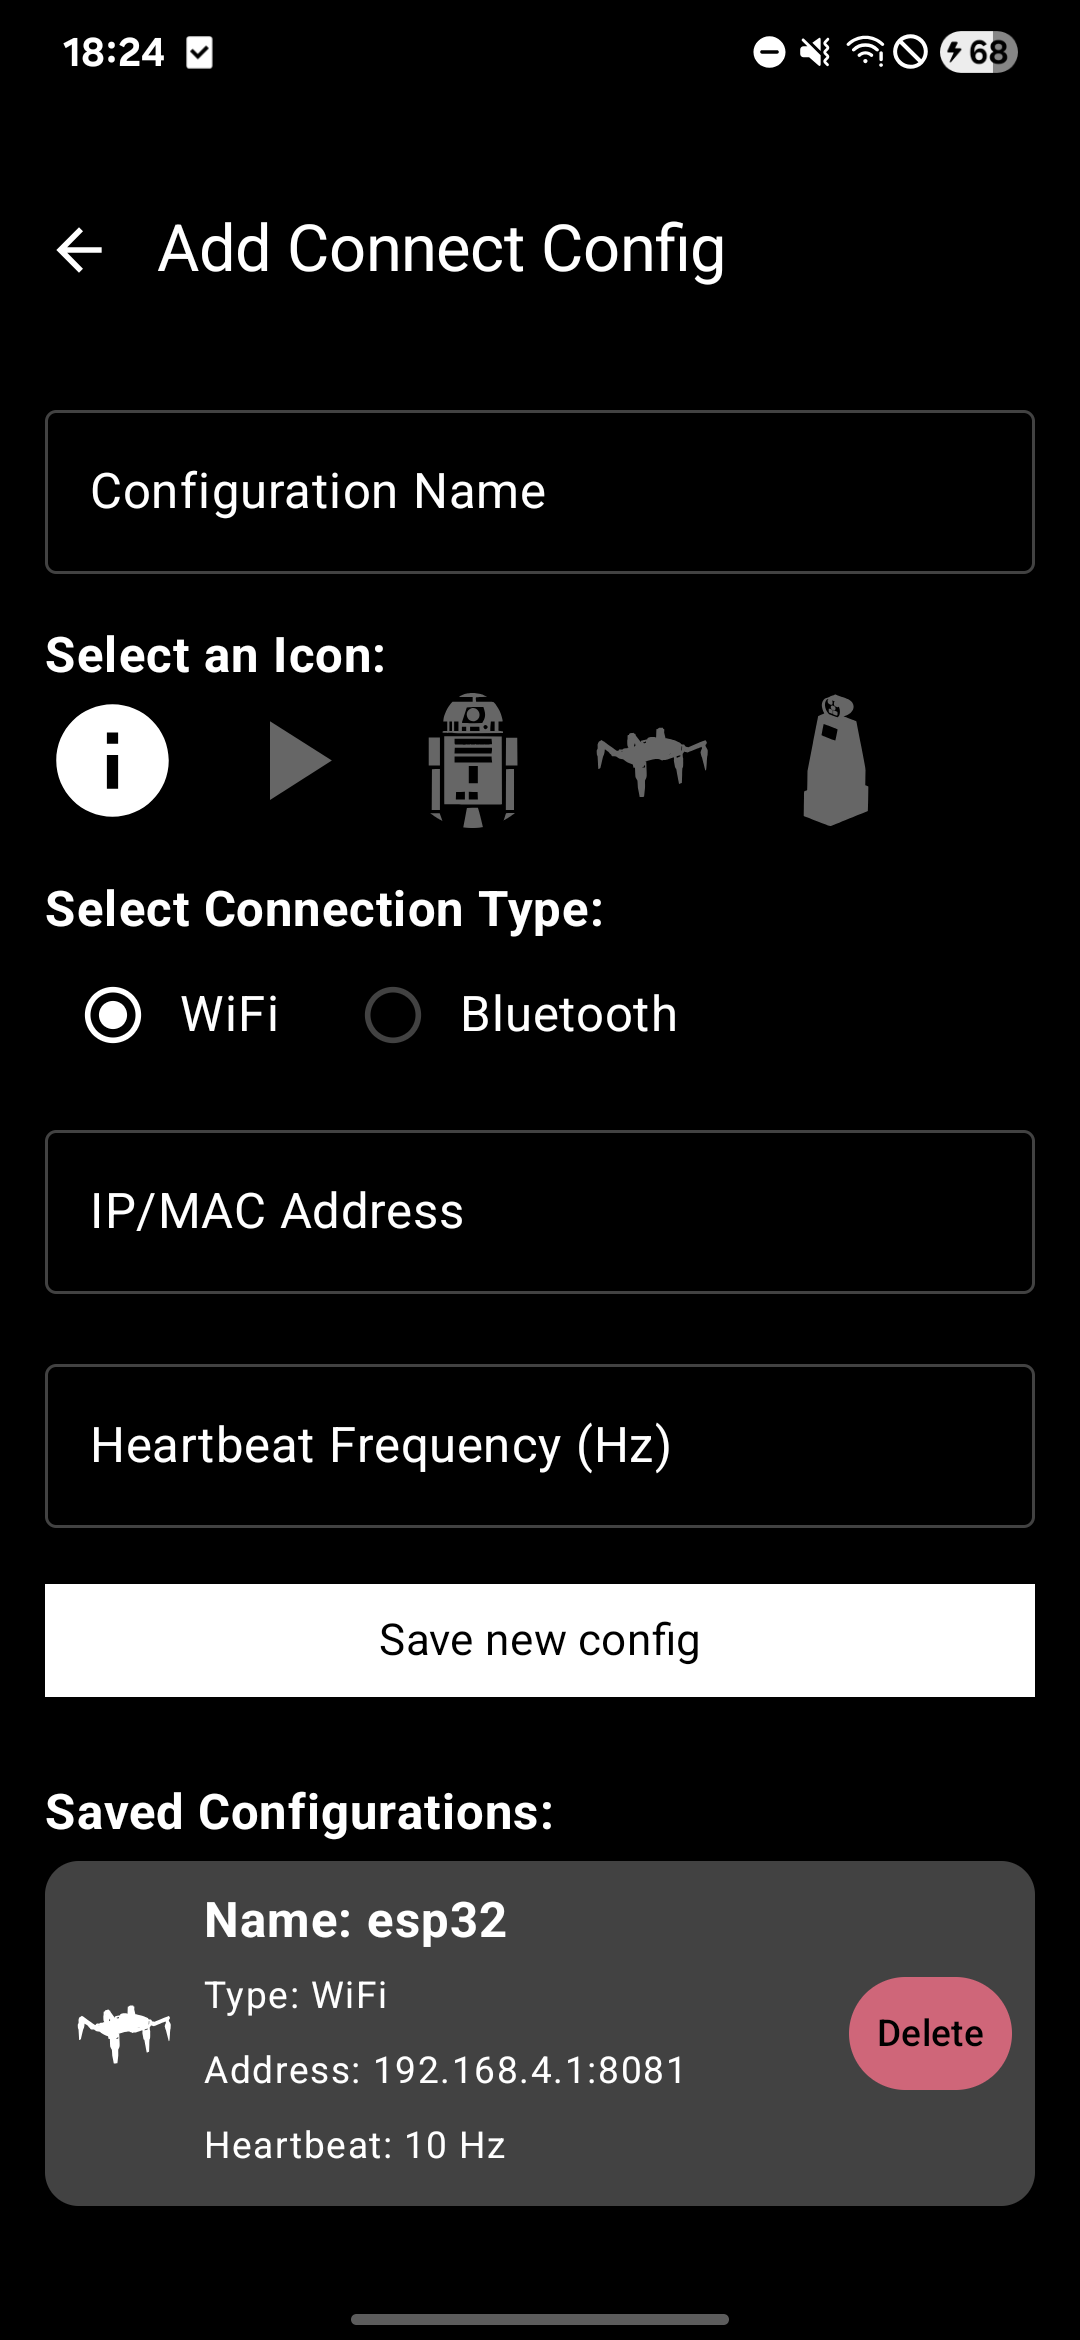 18:24
68
Add Connect Config
Configuration Name
Select an Icon:
Select Connection Type:
WiFi Bluetooth
IP/MAC Address
Heartbeat Frequency (Hz)
Save new config
Saved Configurations:
Name: esp32
Type: WiFi
Address: 192.168.4.1:8081
Heartbeat: 10 Hz
Delete